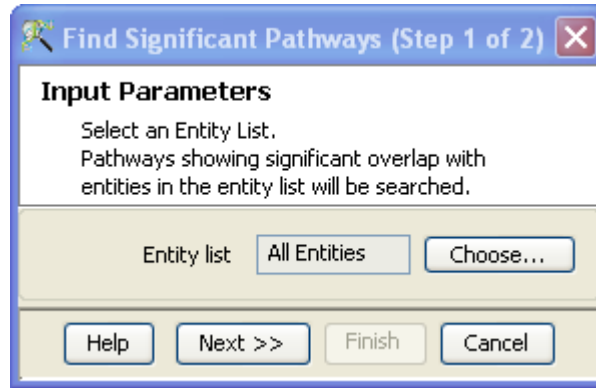 Find Significant Pathways (Step 1 of 2)
Input Parameters
Select an Entity List.
Pathways showing significant overlap with
entities in the entity list will be searched.
Entity list All Entities Choose...
Help Next >> Finish Cancel